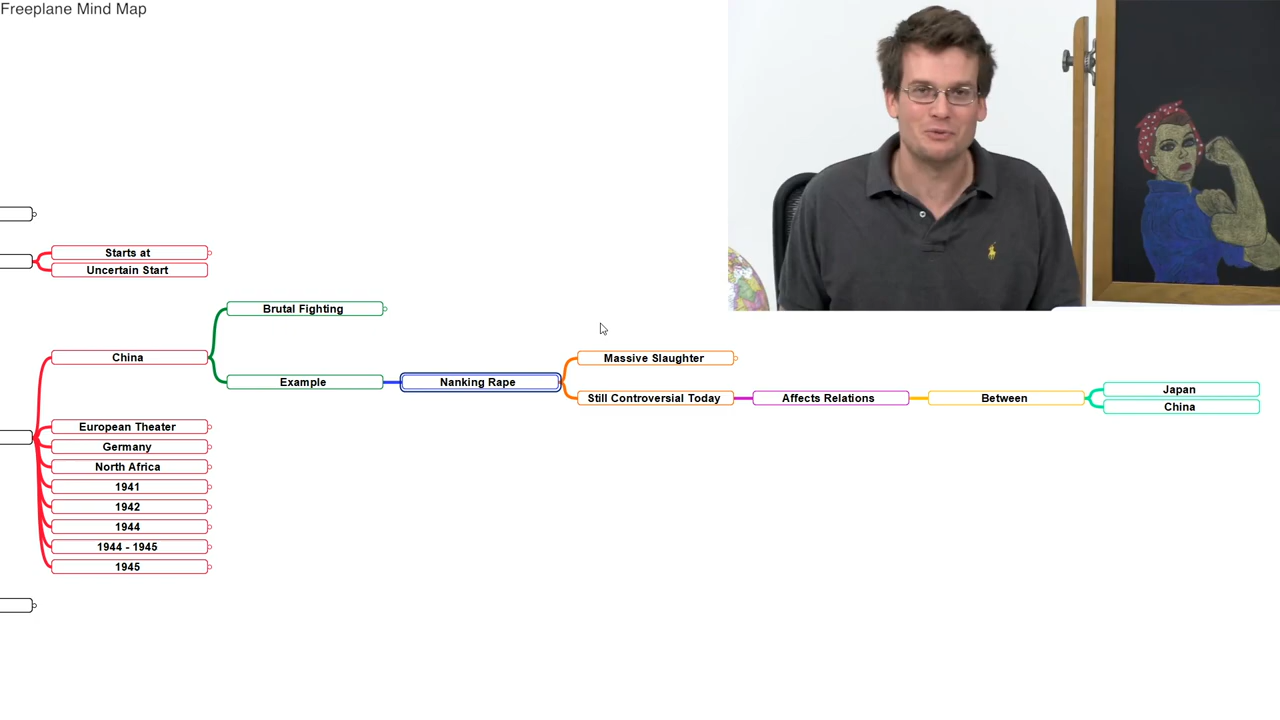 Freeplane Mind Map
Starts at
Uncertain Start
Brutal Fighting
China
Massive Slaughter
Example
Nanking Rape
Still Controversial Today
Affects Relations
Between
Japan
China
European Theater
Germany
North Africa
1941
1942
1944
1944 - 1945
1945